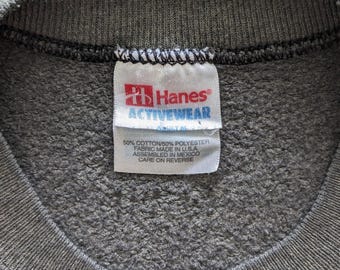 H Hanes®
ACTIVEWEAR
50% COTTON/50% POLYESTER
FABRIC MADE IN U.S.A.
ASSEMBLED IN MEXICO
CARE ON REVERSE